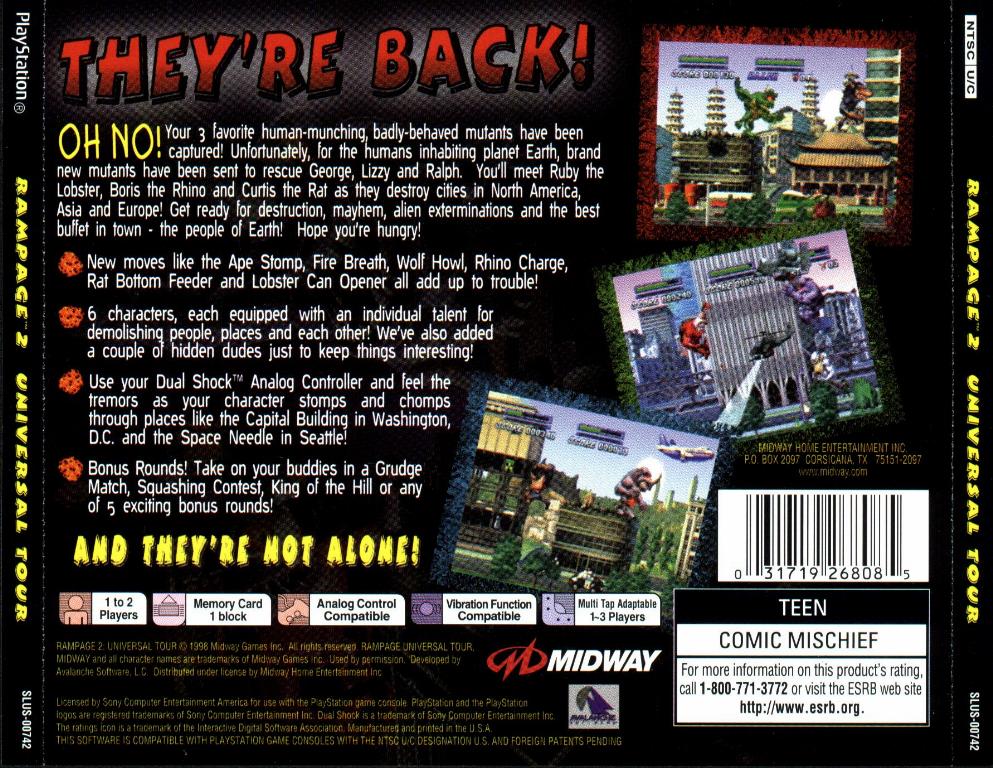 THEY'RE BACK!
OH NO! Your 3 favorite human-munching, badly-behaved mutants have been
captured! Unfortunately, for the humans inhabiting planet Earth, brand
new mutants have been sent to rescue George, Lizzy and Ralph. You'll meet Ruby the
Lobster, Boris the Rhino and Curtis the Rat as they destroy cities in North America,
Asia and Europe! Get ready for destruction, mayhem, alien exterminations and the best
buffet in town - the people of Earth! Hope you're hungry!
New moves like the Ape Stomp, Fire Breath, Wolf Howl, Rhino Charge,
Rat Bottom Feeder and Lobster Can Opener all add up to trouble!
6 characters, each equipped with an individual talent for
demolishing people, places and each other! We've also added
a couple of hidden dudes just to keep things interesting!
Use your Dual Shock™ Analog Controller and feel the
tremors as your character stomps and chomps
through places like the Capital Building in Washington,
D.C. and the Space Needle in Seattle!
Bonus Rounds! Take on your buddies in a Grudge
Match, Squashing Contest, King of the Hill or any
of 5 exciting bonus rounds!
AND THEY'RE NOT ALONE!
MIDWAY HOME ENTERTAINMENT INC.
P.O. BOX 2097 CORSICANA, TX 75151-2097
www.midway.com
0 31719 26808 5
1 to 2
Players
Memory Card
1 block
Analog Control
Compatible
Vibration Function
Compatible
Multi Tap Adaptable
1-3 Players
TEEN
COMIC MISCHIEF
For more information on this product's rating,
call 1-800-771-3772 or visit the ESRB web site
http://www.esrb.org.
RAMPAGE 2: UNIVERSAL TOUR © 1998 Midway Games Inc. All rights reserved. RAMPAGE UNIVERSAL TOUR,
MIDWAY and all character names are trademarks of Midway Games Inc. Used by permission. Developed by
Avalanche Software, L.C. Distributed under license by Midway Home Entertainment Inc.
MIDWAY
AVALANCHE
Licensed by Sony Computer Entertainment America for use with the PlayStation game console. PlayStation and the PlayStation
logos are registered trademarks of Sony Computer Entertainment Inc. Dual Shock is a trademark of Sony Computer Entertainment Inc.
The ratings icon is a trademark of the Interactive Digital Software Association. Manufactured and printed in the U.S.A.
THIS SOFTWARE IS COMPATIBLE WITH PLAYSTATION GAME CONSOLES WITH THE NTSC U/C DESIGNATION U.S. AND FOREIGN PATENTS PENDING
PlayStation®
RAMPAGE™ 2 UNIVERSAL TOUR
SLUS-00742
NTSC U/C
RAMPAGE™ 2 UNIVERSAL TOUR
SLUS-00742